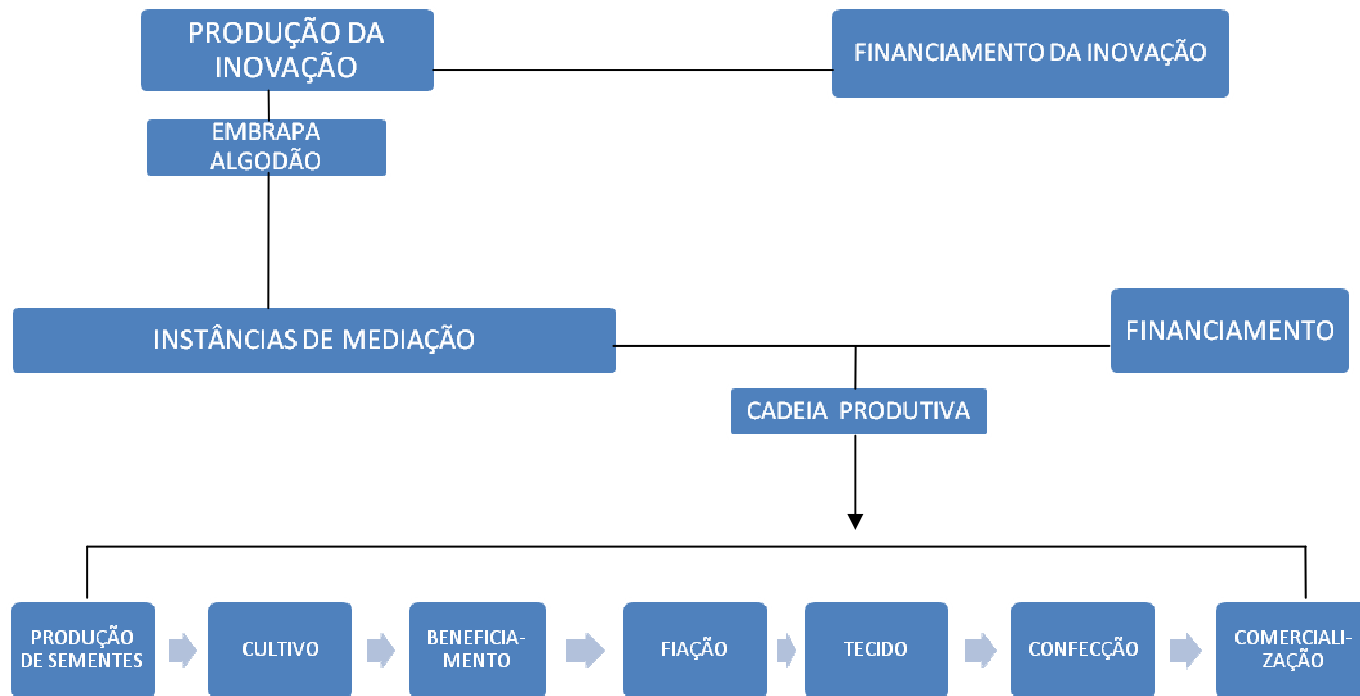 PRODUÇÃO DA
INOVAÇÃO
FINANCIAMENTO DA INOVAÇÃO
EMBRAPA
ALGODÃO
INSTÂNCIAS DE MEDIAÇÃO
FINANCIAMENTO
CADEIA PRODUTIVA
PRODUÇÃO
DE SEMENTES
CULTIVO
BENEFICIA-
MENTO
FIAÇÃO
TECIDO
CONFECÇÃO
COMERCIALI-
ZAÇÃO